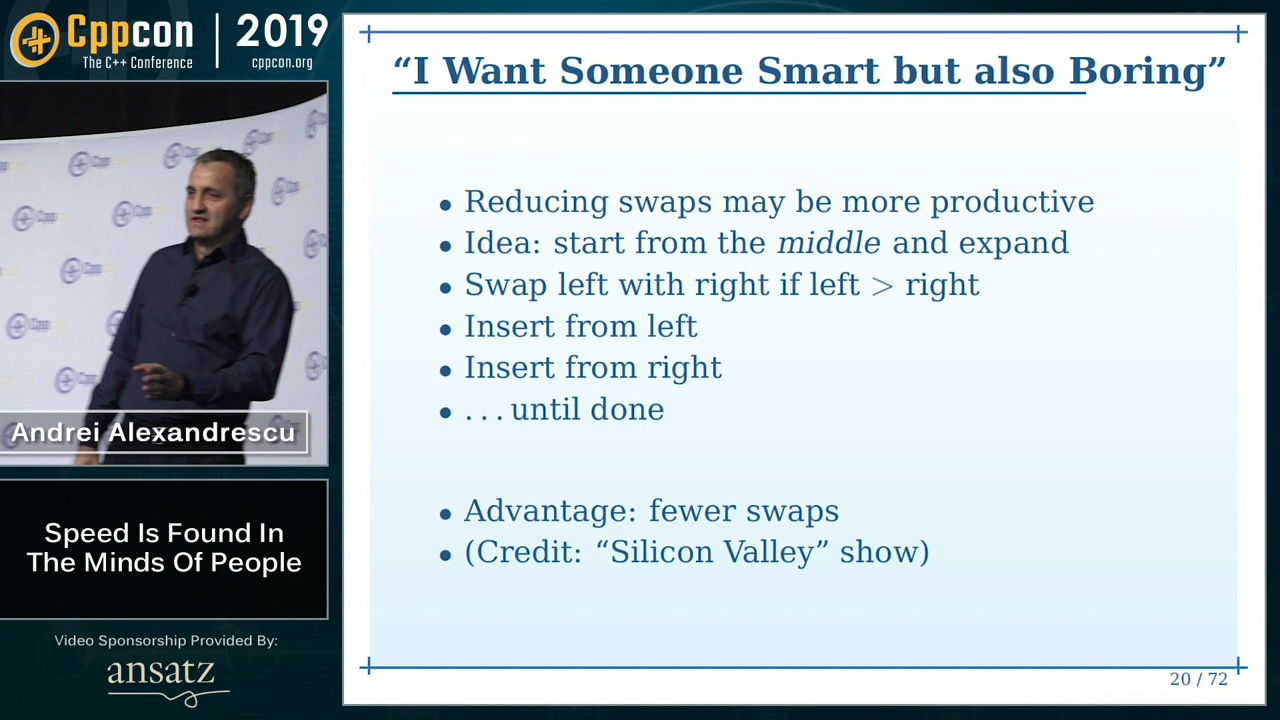 Cppcon | 2019
The C++ Conference cppcon.org
Andrei Alexandrescu
Speed Is Found In
The Minds Of People
Video Sponsorship Provided By:
ansatz
“I Want Someone Smart but also Boring”
• Reducing swaps may be more productive
• Idea: start from the middle and expand
• Swap left with right if left > right
• Insert from left
• Insert from right
• . . . until done
• Advantage: fewer swaps
• (Credit: “Silicon Valley” show)
20 / 72